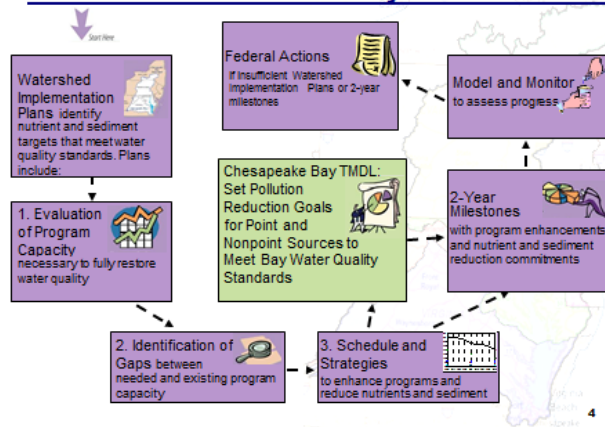 Start Here
Watershed
Implementation
Plans identify
nutrient and sediment
targets that meet water
quality standards. Plans
include:
1. Evaluation
of Program
Capacity
necessary to fully restore
water quality
2. Identification of
Gaps between
needed and existing program
capacity
3. Schedule and
Strategies
to enhance programs and
reduce nutrients and sediment
Chesapeake Bay TMDL:
Set Pollution
Reduction Goals
for Point and
Nonpoint Sources to
Meet Bay Water Quality
Standards
2-Year
Milestones
with program enhancements
and nutrient and sediment
reduction commitments
Model and Monitor
to assess progress
Federal Actions
if Insufficient Watershed
Implementation Plans or 2-year
milestones
4